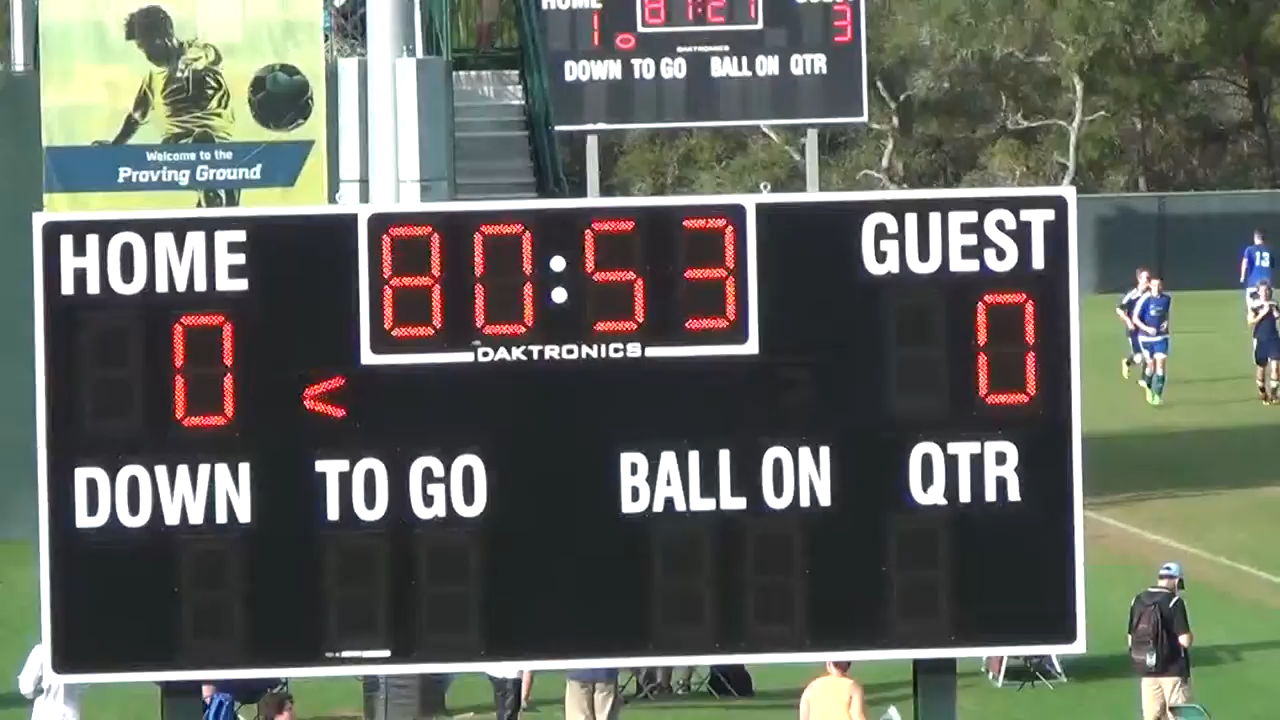 HOME 81:21 GUEST
1 3
DAKTRONICS
DOWN TO GO BALL ON QTR
Welcome to the
Proving Ground
HOME 80:53 GUEST
0 < 0
DAKTRONICS
DOWN TO GO BALL ON QTR
13